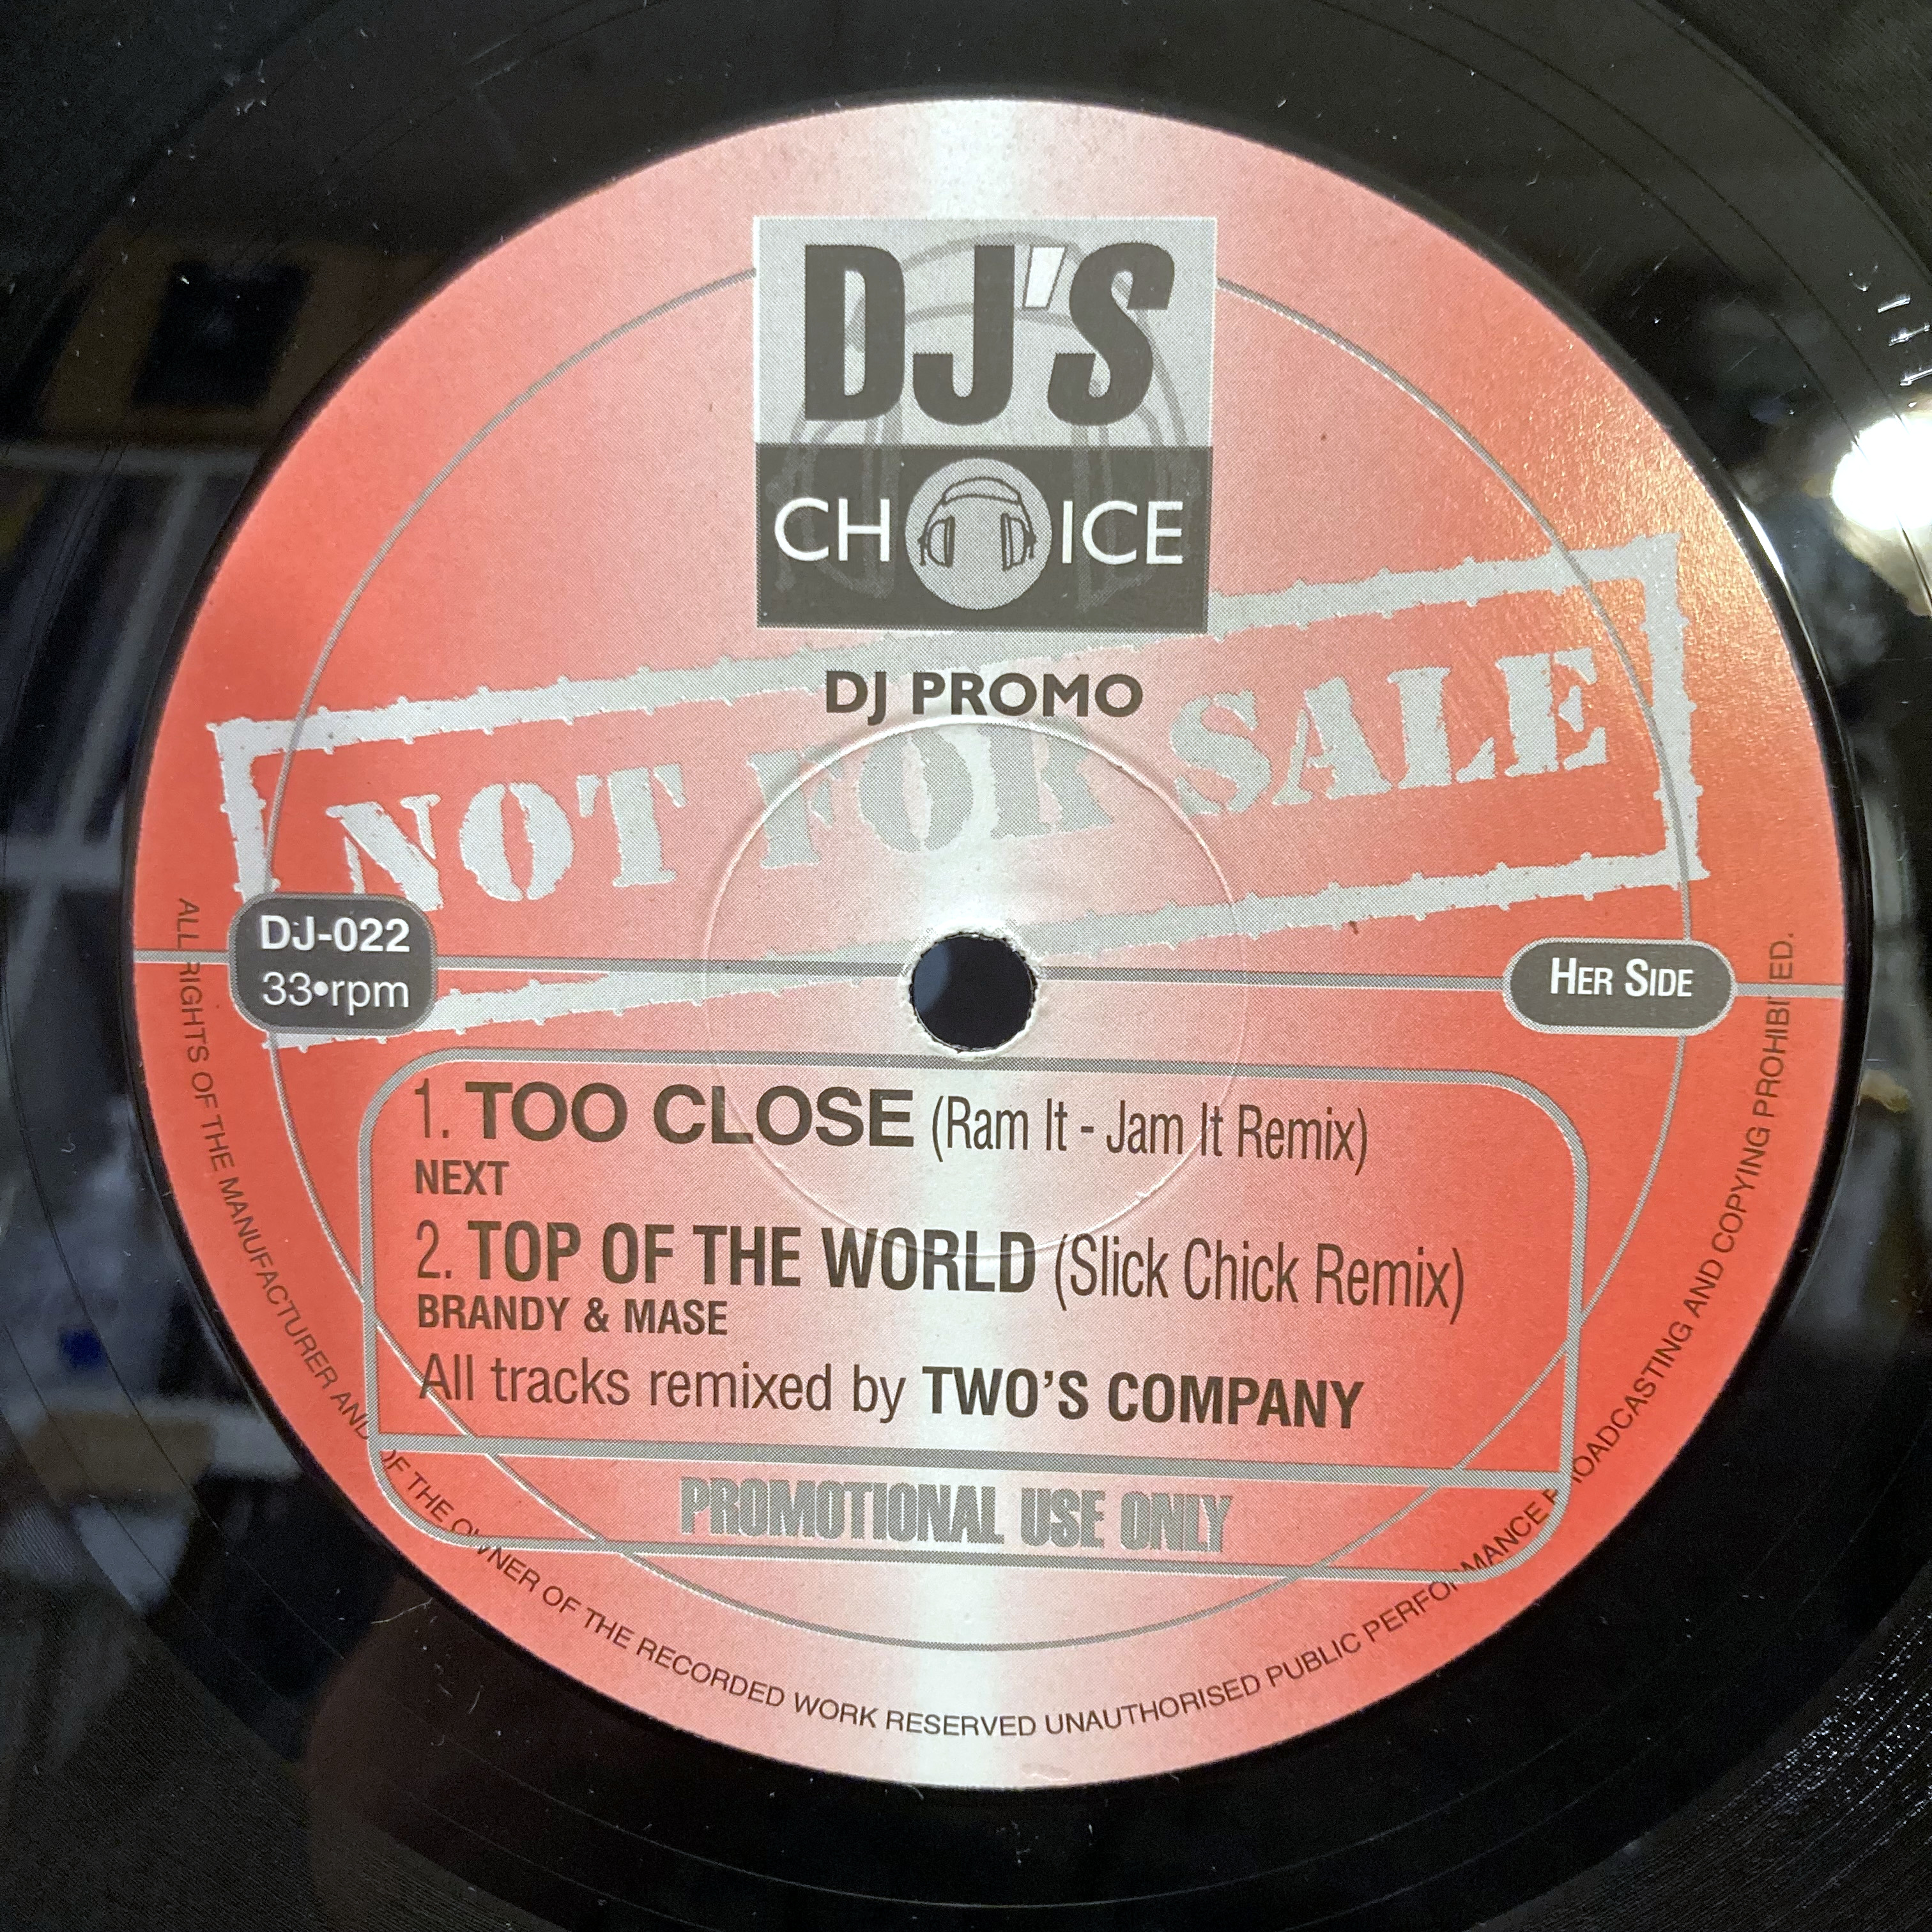 DJ'S
CHOICE
DJ PROMO
NOT FOR SALE
DJ-022
33•rpm
HER SIDE
1. TOO CLOSE (Ram It - Jam It Remix)
NEXT
2. TOP OF THE WORLD (Slick Chick Remix)
BRANDY & MASE
All tracks remixed by TWO'S COMPANY
PROMOTIONAL USE ONLY
ALL RIGHTS OF THE MANUFACTURER AND OF THE OWNER OF THE RECORDED WORK RESERVED UNAUTHORISED PUBLIC PERFORMANCE BROADCASTING AND COPYING PROHIBITED.